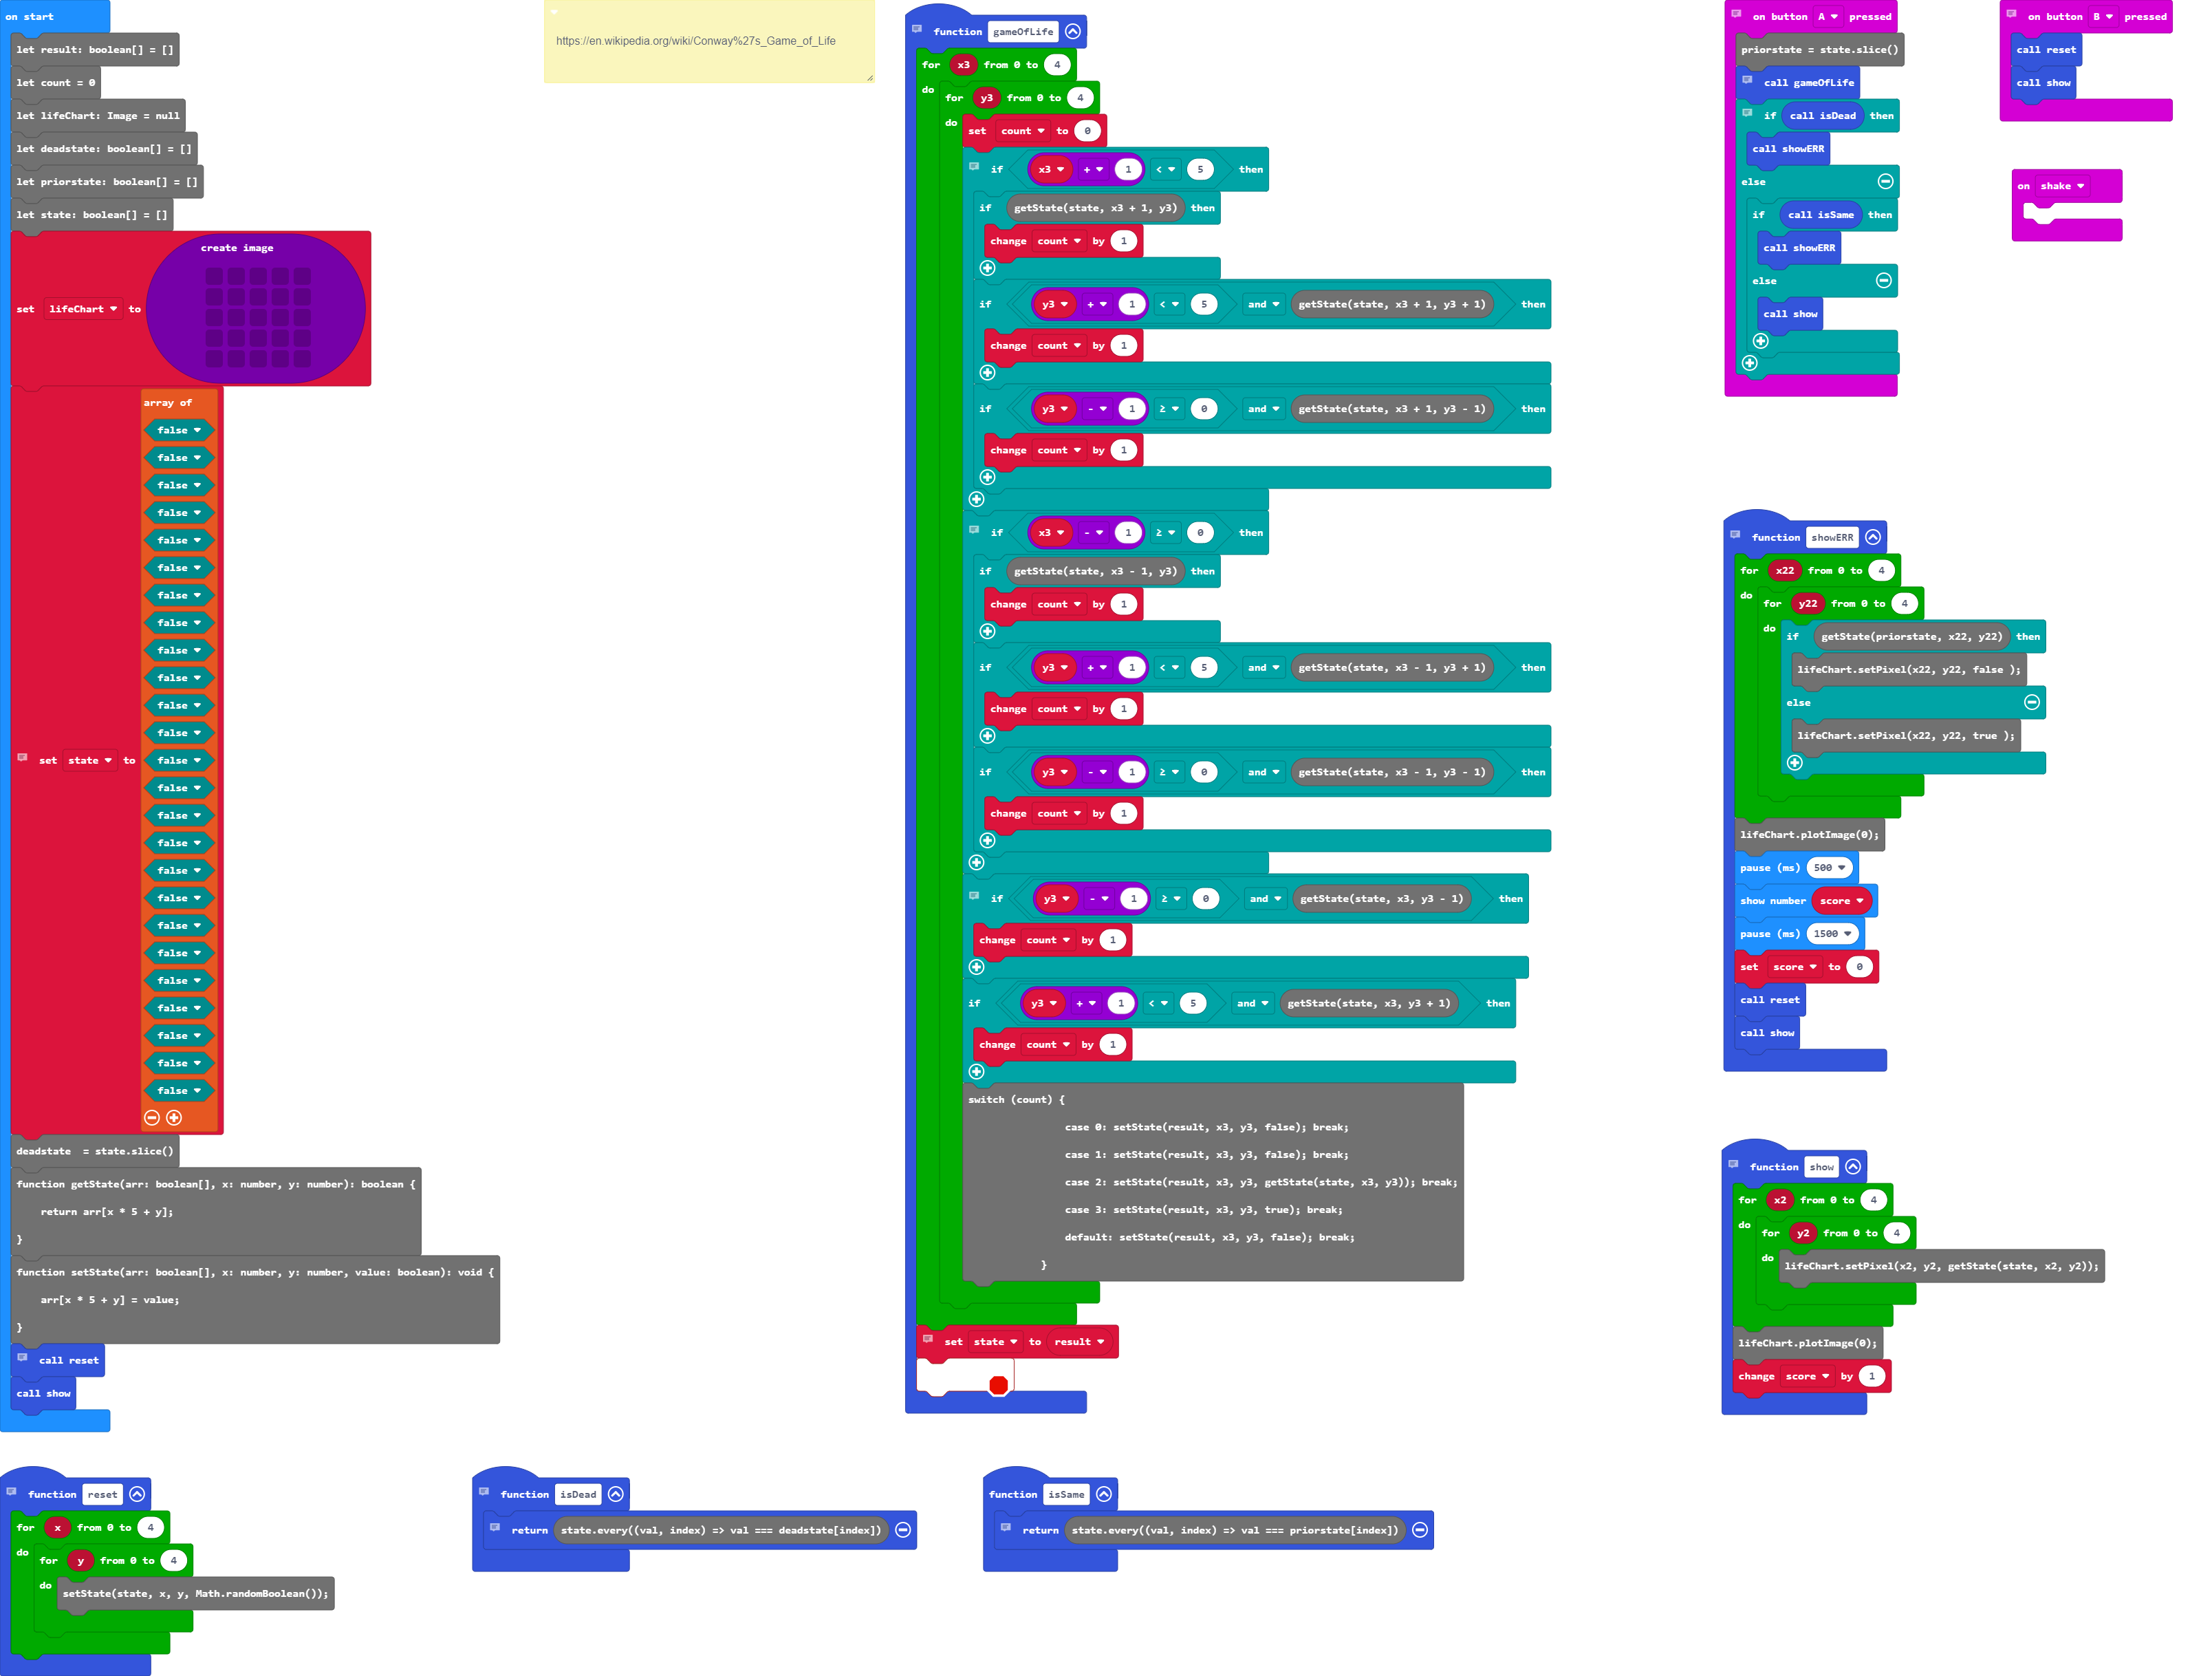 on start
let result: boolean[] = []
let count = 0
let lifeChart: Image = null
let deadstate: boolean[] = []
let priorstate: boolean[] = []
let state: boolean[] = []
create image
set lifeChart to
array of
false
false
false
false
false
false
false
false
false
false
false
false
set state to false
false
false
false
false
false
false
false
false
false
false
false
false
deadstate  = state.slice()
function getState(arr: boolean[], x: number, y: number): boolean {
return arr[x * 5 + y];
}
function setState(arr: boolean[], x: number, y: number, value: boolean): void {
arr[x * 5 + y] = value;
}
call reset
call show
https://en.wikipedia.org/wiki/Conway%27s_Game_of_Life
function gameOfLife
for x3 from 0 to 4
do for y3 from 0 to 4
do set count to 0
if x3 + 1 < 5 then
if getState(state, x3 + 1, y3) then
change count by 1
if y3 + 1 < 5 and getState(state, x3 + 1, y3 + 1) then
change count by 1
if y3 - 1 ≥ 0 and getState(state, x3 + 1, y3 - 1) then
change count by 1
if x3 - 1 ≥ 0 then
if getState(state, x3 - 1, y3) then
change count by 1
if y3 + 1 < 5 and getState(state, x3 - 1, y3 + 1) then
change count by 1
if y3 - 1 ≥ 0 and getState(state, x3 - 1, y3 - 1) then
change count by 1
if y3 - 1 ≥ 0 and getState(state, x3, y3 - 1) then
change count by 1
if y3 + 1 < 5 and getState(state, x3, y3 + 1) then
change count by 1
switch (count) {
case 0: setState(result, x3, y3, false); break;
case 1: setState(result, x3, y3, false); break;
case 2: setState(result, x3, y3, getState(state, x3, y3)); break;
case 3: setState(result, x3, y3, true); break;
default: setState(result, x3, y3, false); break;
}
set state to result
on button A pressed
priorstate = state.slice()
call gameOfLife
if call isDead then
call showERR
else
if call isSame then
call showERR
else
call show
on button B pressed
call reset
call show
on shake
function showERR
for x22 from 0 to 4
do for y22 from 0 to 4
do if getState(priorstate, x22, y22) then
lifeChart.setPixel(x22, y22, false );
else
lifeChart.setPixel(x22, y22, true );
lifeChart.plotImage(0);
pause (ms) 500
show number score
pause (ms) 1500
set score to 0
call reset
call show
function show
for x2 from 0 to 4
do for y2 from 0 to 4
do lifeChart.setPixel(x2, y2, getState(state, x2, y2));
lifeChart.plotImage(0);
change score by 1
function reset
for x from 0 to 4
do for y from 0 to 4
do setState(state, x, y, Math.randomBoolean());
function isDead
return state.every((val, index) => val === deadstate[index])
function isSame
return state.every((val, index) => val === priorstate[index])